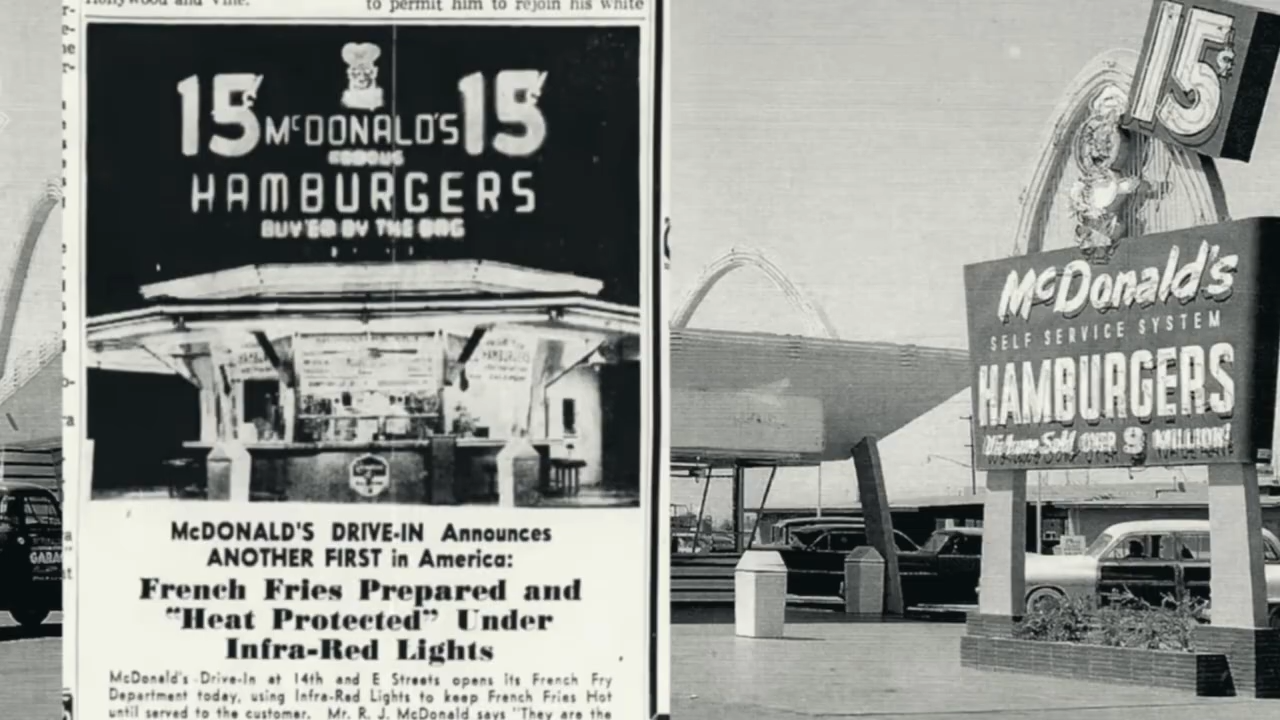 Hollywood and Vine.
to permit him to rejoin his white
15 McDONALD'S 15
FAMOUS
HAMBURGERS
BUY'EM BY THE BAG
McDONALD'S DRIVE-IN Announces
ANOTHER FIRST in America:
French Fries Prepared and
"Heat Protected" Under
Infra-Red Lights
McDonald's Drive-In at 14th and E Streets opens its French Fry
Department today, using Infra-Red Lights to keep French Fries Hot
until served to the customer. Mr. R. J. McDonald says "They are the
15¢
McDonald's
SELF SERVICE SYSTEM
HAMBURGERS
We have Sold OVER 9 MILLION!